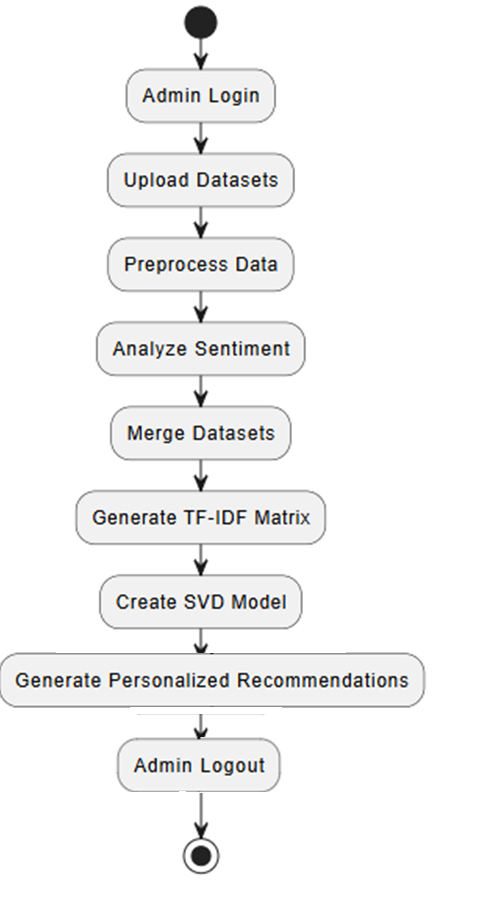 Admin Login
Upload Datasets
Preprocess Data
Analyze Sentiment
Merge Datasets
Generate TF-IDF Matrix
Create SVD Model
Generate Personalized Recommendations
Admin Logout